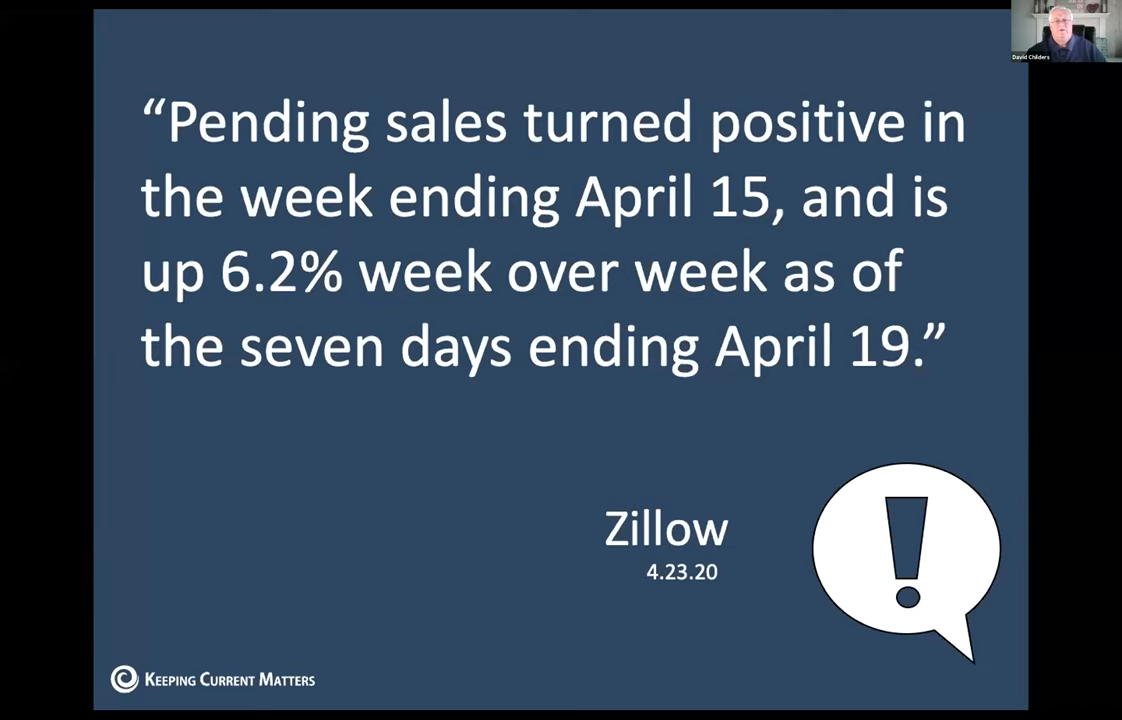 David Childers
“Pending sales turned positive in
the week ending April 15, and is
up 6.2% week over week as of
the seven days ending April 19.”
Zillow
4.23.20
!
KEEPING CURRENT MATTERS